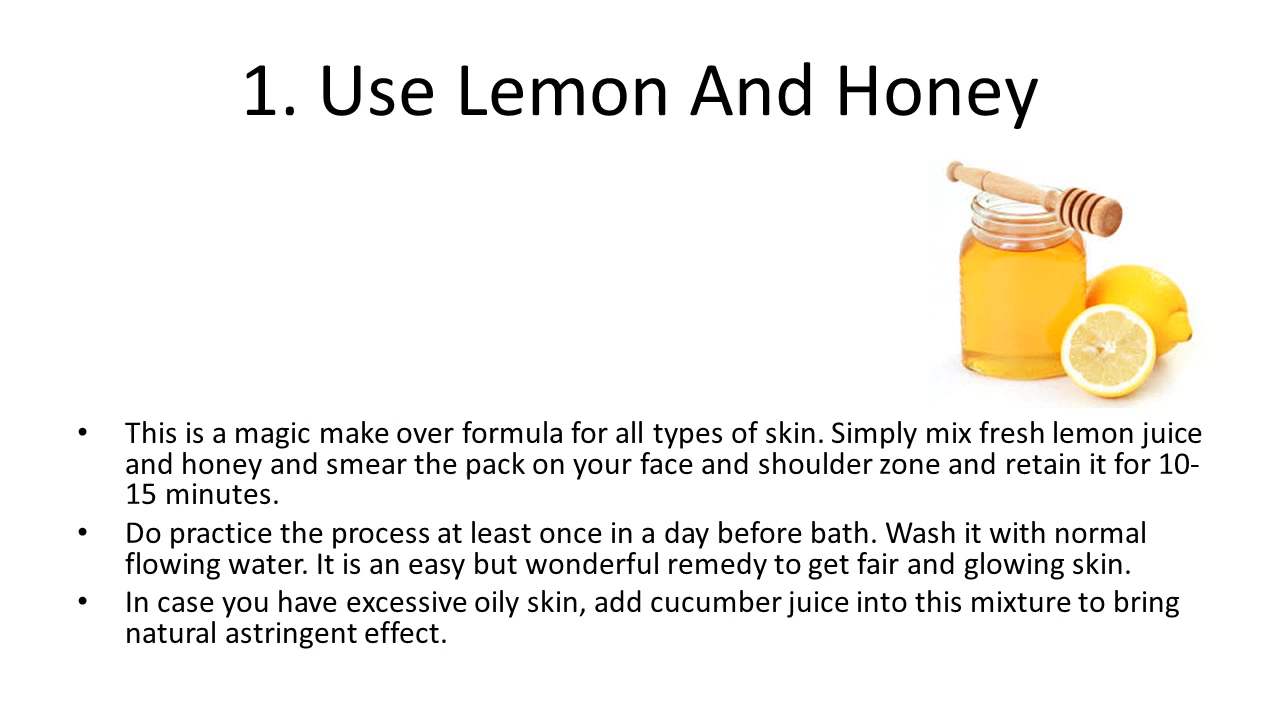 1. Use Lemon And Honey
• This is a magic make over formula for all types of skin. Simply mix fresh lemon juice
and honey and smear the pack on your face and shoulder zone and retain it for 10-
15 minutes.
• Do practice the process at least once in a day before bath. Wash it with normal
flowing water. It is an easy but wonderful remedy to get fair and glowing skin.
• In case you have excessive oily skin, add cucumber juice into this mixture to bring
natural astringent effect.